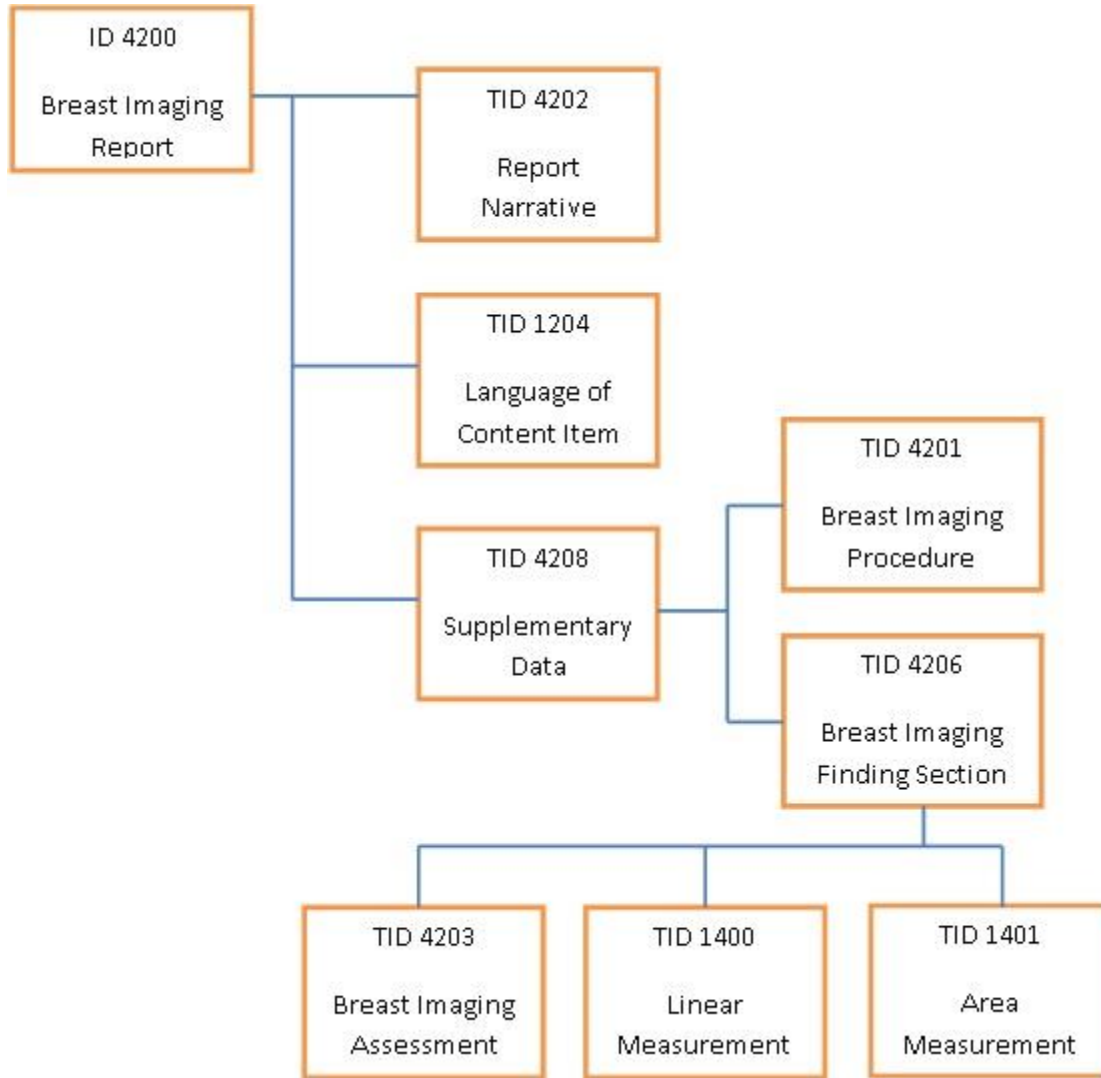 ID 4200
Breast Imaging
Report
TID 4202
Report
Narrative
TID 1204
Language of
Content Item
TID 4201
Breast Imaging
Procedure
TID 4208
Supplementary
Data
TID 4206
Breast Imaging
Finding Section
TID 4203
Breast Imaging
Assessment
TID 1400
Linear
Measurement
TID 1401
Area
Measurement